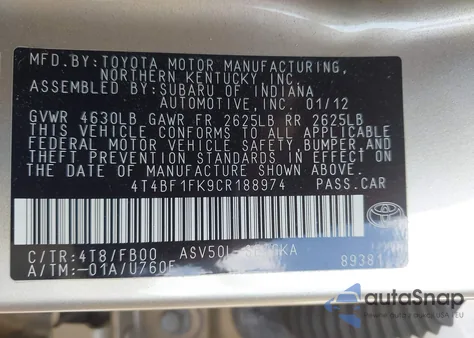 MFD.BY: TOYOTA MOTOR MANUFACTURING,
NORTHERN KENTUCKY, INC.
ASSEMBLED BY: SUBARU OF INDIANA
AUTOMOTIVE, INC. 01/12
GVWR 4630LB GAWR FR 2625LB RR 2625LB
THIS VEHICLE CONFORMS TO ALL APPLICABLE
FEDERAL MOTOR VEHICLE SAFETY, BUMPER, AND
THEFT PREVENTION STANDARDS IN EFFECT ON
THE DATE OF MANUFACTURE SHOWN ABOVE.
4T4BF1FK9CR188974 PASS.CAR
C/TR:4T8/FB00
A/TM:-01A/U760E
89381
TOYOTA
autoSnap
Where Auctions